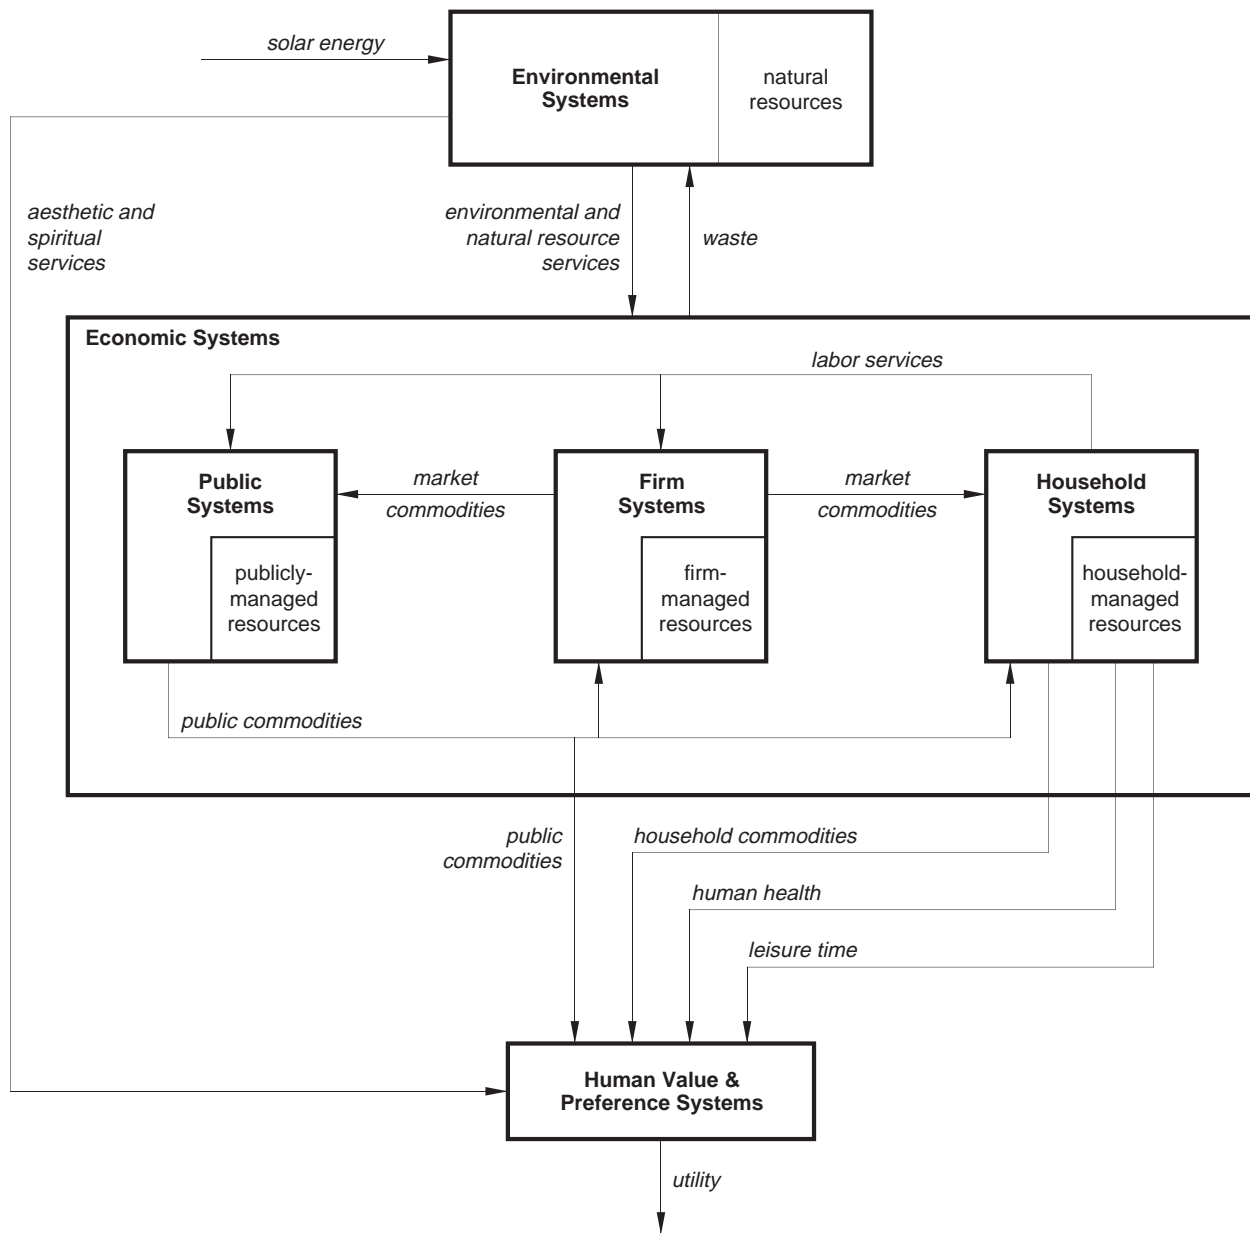 solar energy
Environmental
Systems
natural
resources
aesthetic and
spiritual
services
environmental and
natural resource
services
waste
Economic Systems
labor services
Public
Systems
publicly-
managed
resources
market
commodities
Firm
Systems
firm-
managed
resources
market
commodities
Household
Systems
household-
managed
resources
public commodities
public
commodities
household commodities
human health
leisure time
Human Value &
Preference Systems
utility